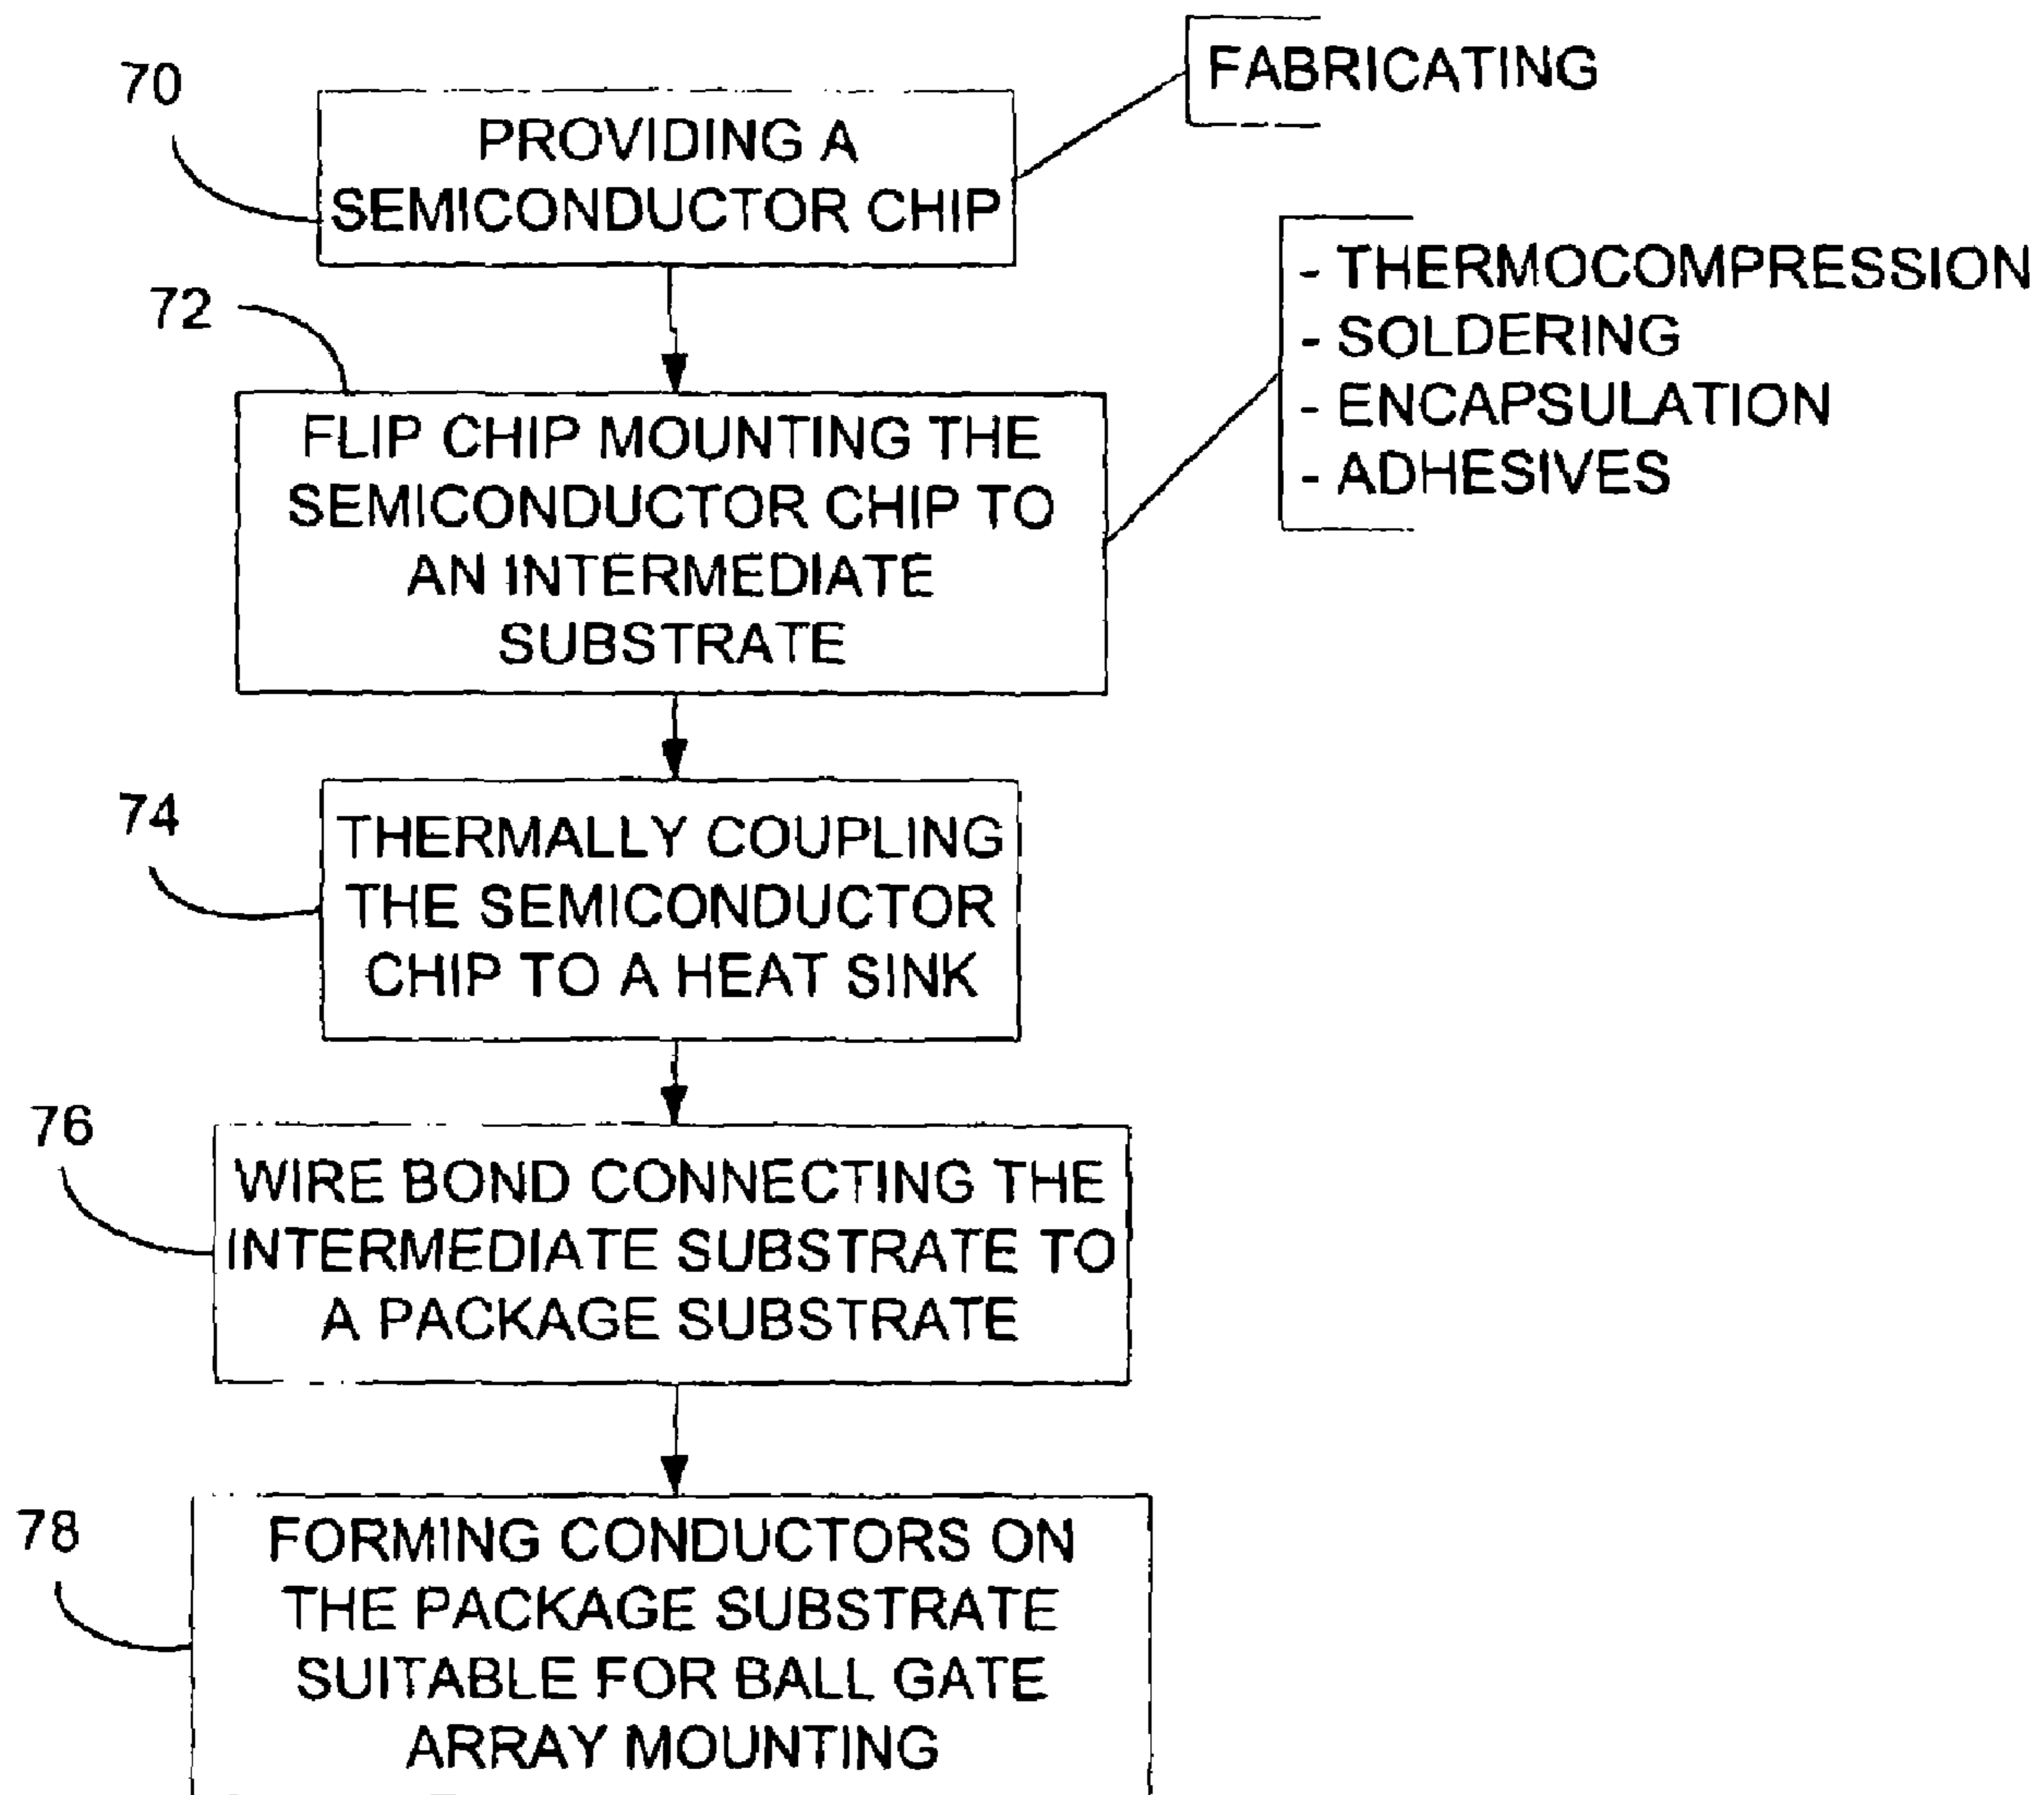 70
PROVIDING A
SEMICONDUCTOR CHIP
FABRICATING
72
FLIP CHIP MOUNTING THE
SEMICONDUCTOR CHIP TO
AN INTERMEDIATE
SUBSTRATE
- THERMOCOMPRESSION
- SOLDERING
- ENCAPSULATION
- ADHESIVES
74
THERMALLY COUPLING
THE SEMICONDUCTOR
CHIP TO A HEAT SINK
76
WIRE BOND CONNECTING THE
INTERMEDIATE SUBSTRATE TO
A PACKAGE SUBSTRATE
78
FORMING CONDUCTORS ON
THE PACKAGE SUBSTRATE
SUITABLE FOR BALL GATE
ARRAY MOUNTING